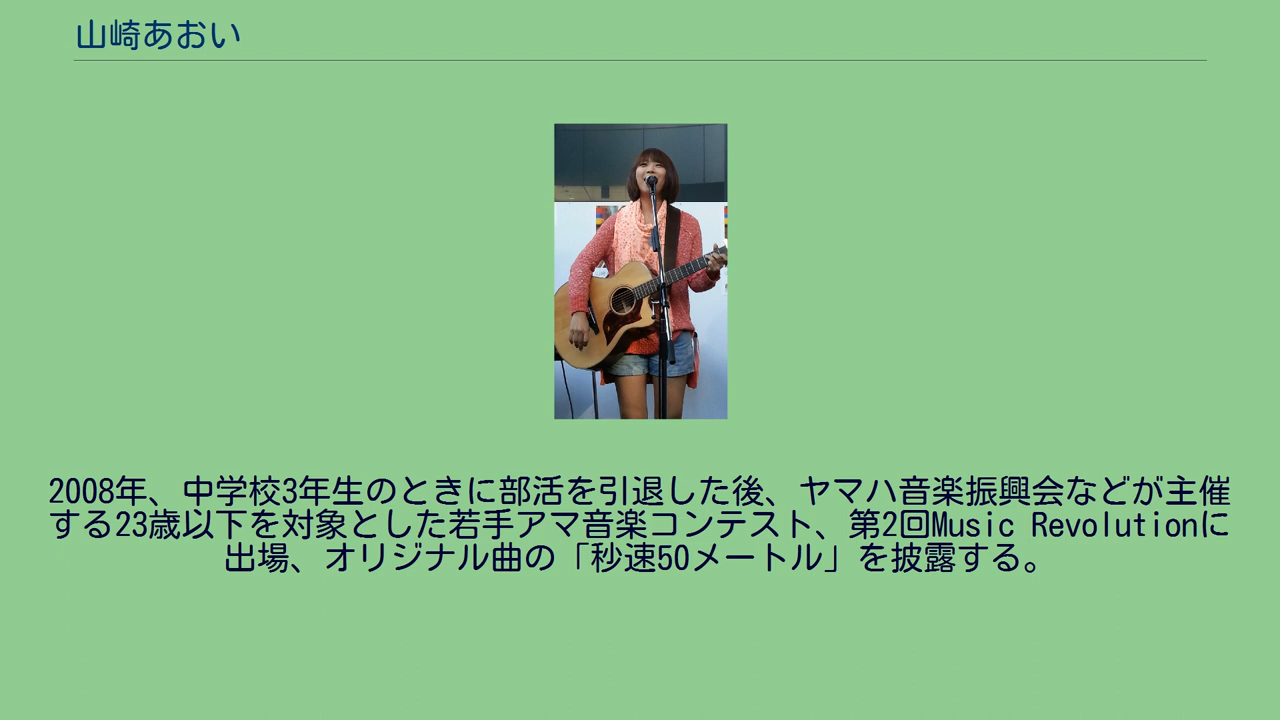 山崎あおい
2008年、中学校3年生のときに部活を引退した後、ヤマハ音楽振興会などが主催
する23歳以下を対象とした若手アマ音楽コンテスト、第2回Music Revolutionに
出場、オリジナル曲の「秒速50メートル」を披露する。